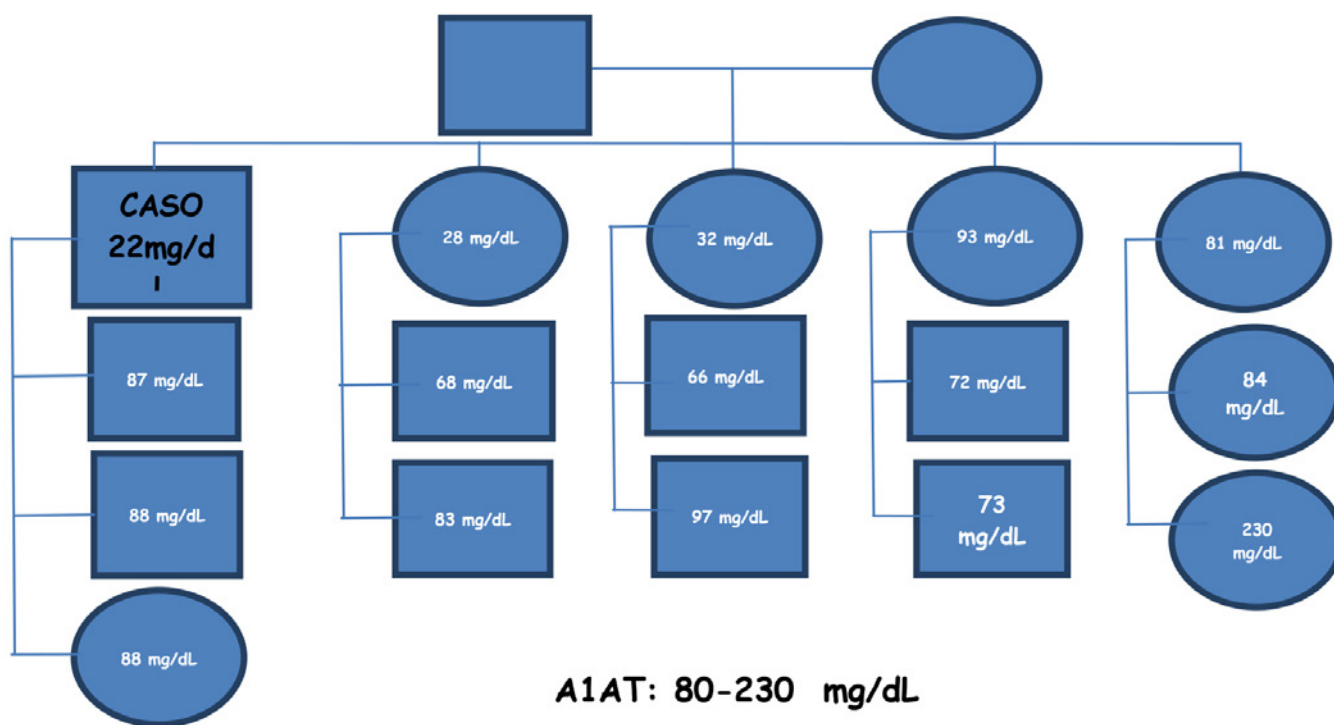 CASO
22mg/d
l
28 mg/dL
32 mg/dL
93 mg/dL
81 mg/dL
87 mg/dL
68 mg/dL
66 mg/dL
72 mg/dL
84
mg/dL
88 mg/dL
83 mg/dL
97 mg/dL
73
mg/dL
230
mg/dL
88 mg/dL
A1AT: 80-230 mg/dL